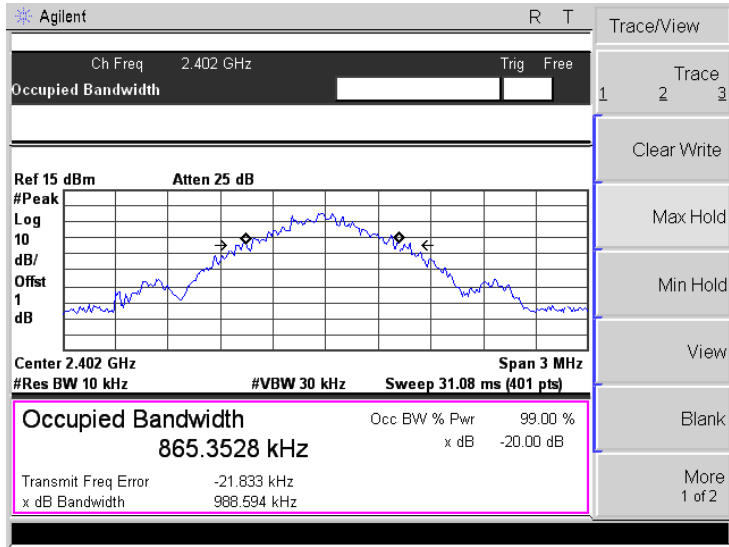 Agilent R T
Trace/View
Ch Freq 2.402 GHz Trig Free
Occupied Bandwidth
Trace
1 2 3
Clear Write
Max Hold
Min Hold
View
Blank
More
1 of 2
Ref 15 dBm Atten 25 dB
#Peak
Log
10
dB/
Offst
1
dB
Center 2.402 GHz Span 3 MHz
#Res BW 10 kHz #VBW 30 kHz Sweep 31.08 ms (401 pts)
Occupied Bandwidth Occ BW % Pwr 99.00 %
865.3528 kHz x dB -20.00 dB
Transmit Freq Error -21.833 kHz
x dB Bandwidth 988.594 kHz